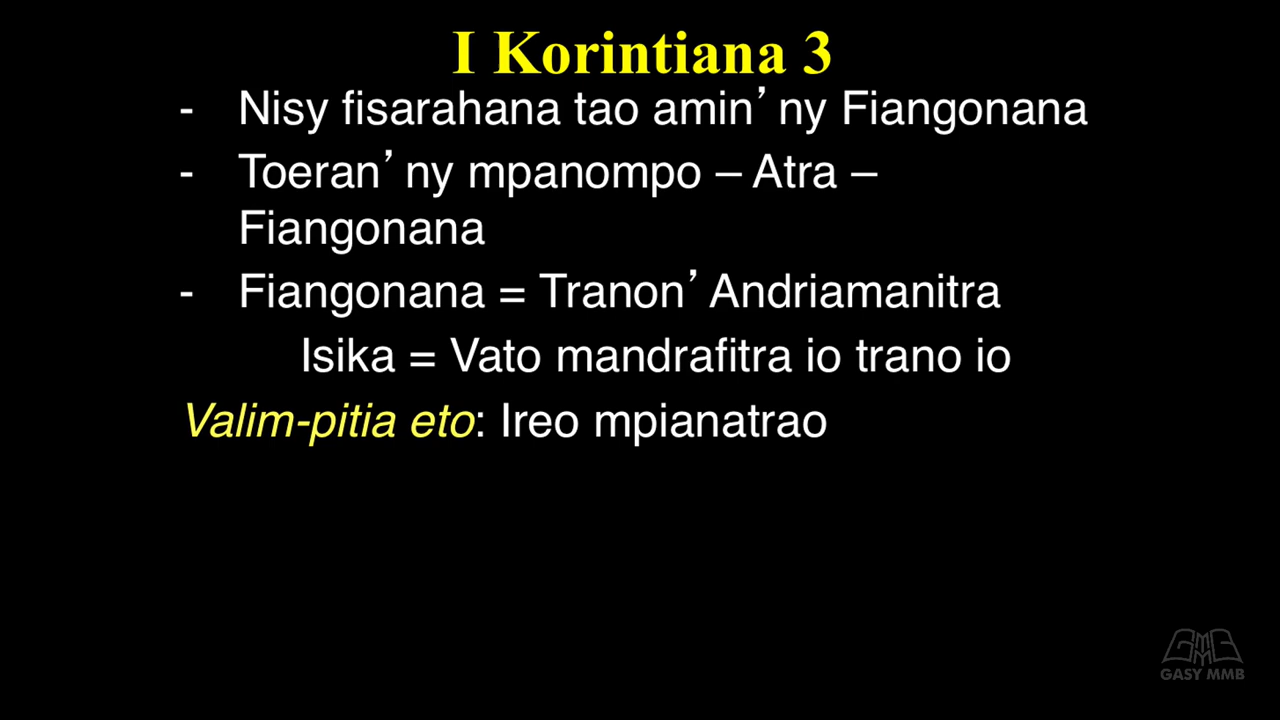 I Korintiana 3
- Nisy fisarahana tao amin’ ny Fiangonana
- Toeran’ ny mpanompo – Atra –
Fiangonana
- Fiangonana = Tranon’ Andriamanitra
Isika = Vato mandrafitra io trano io
Valim-pitia eto: Ireo mpianatrao
GMMB
GASY MMB